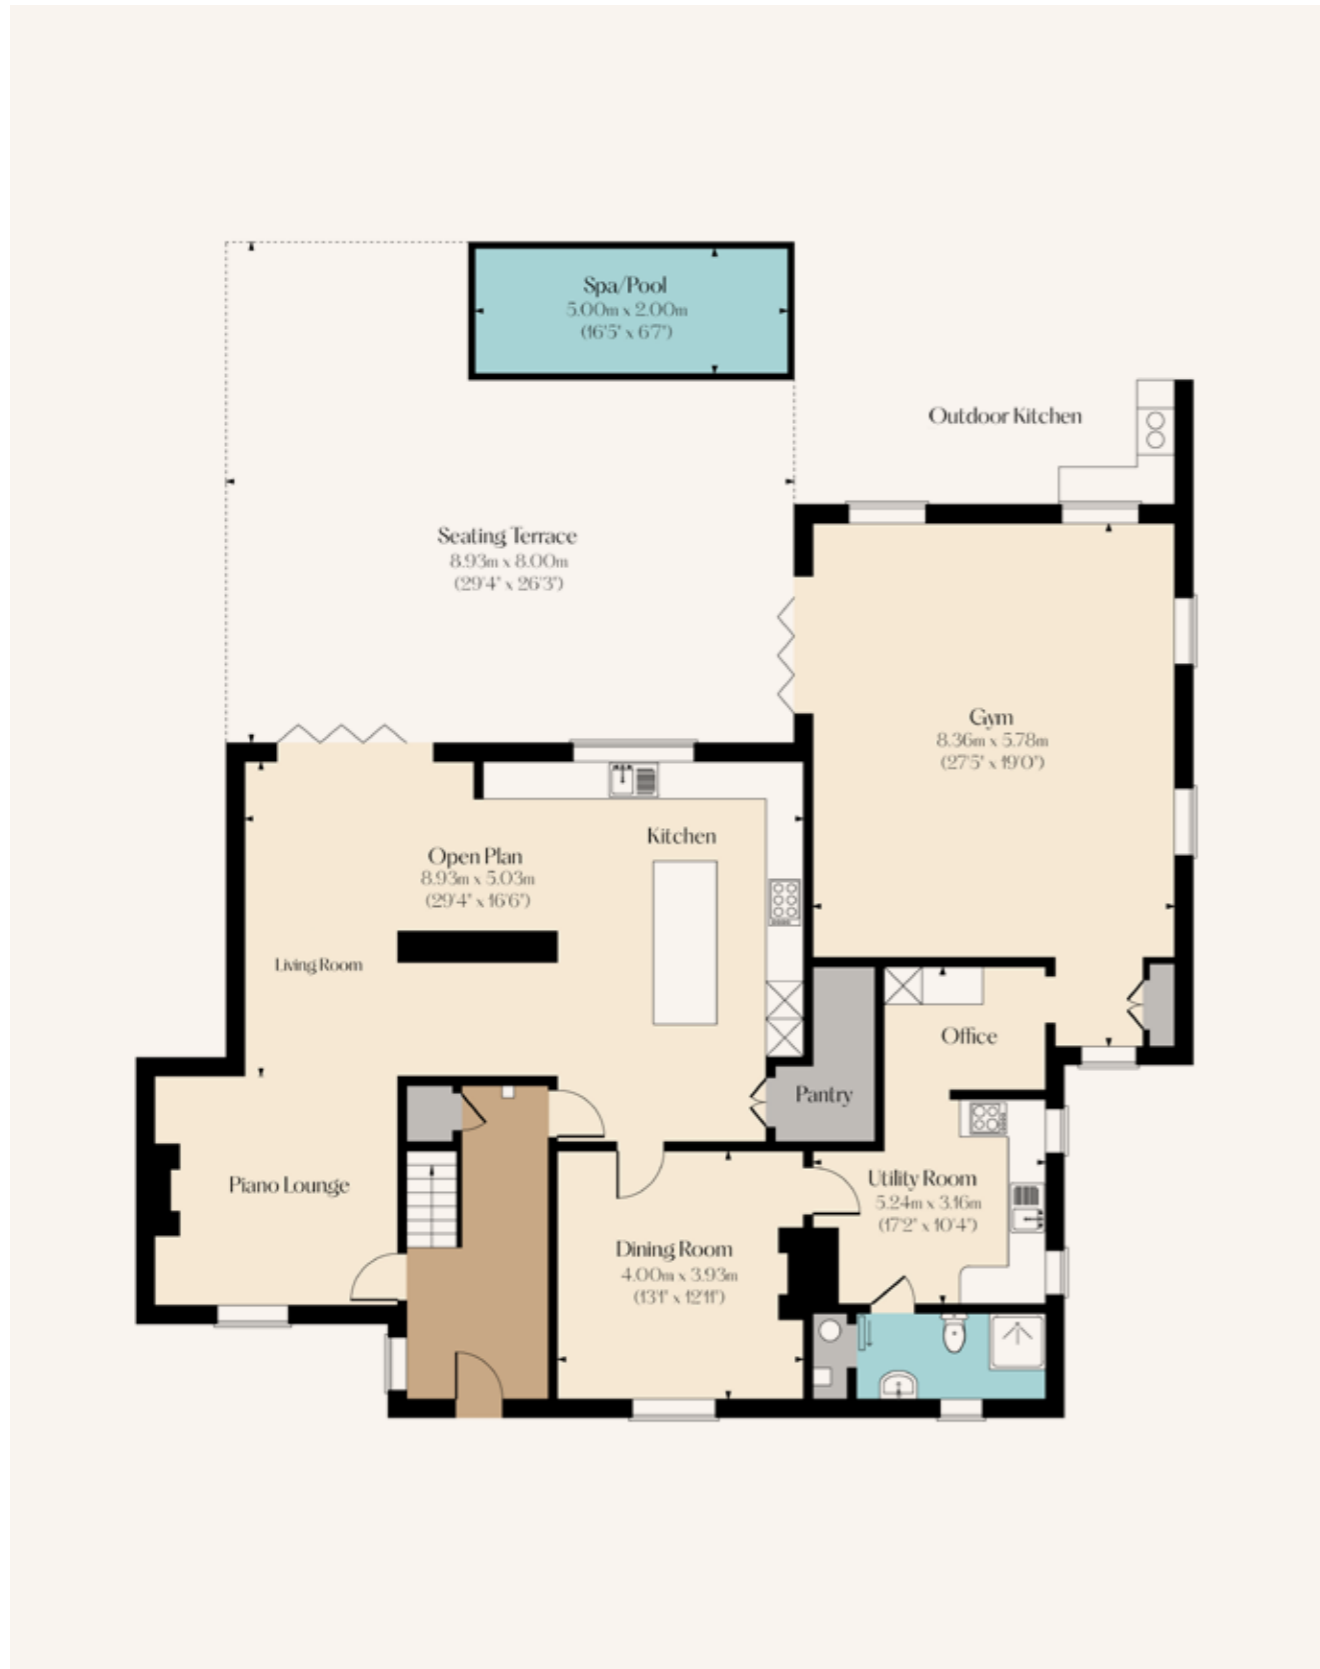 Spa/Pool
5.00m x 2.00m
(16'5" x 6'7")
Outdoor Kitchen
Seating Terrace
8.93m x 8.00m
(29'4" x 26'3")
Gym
8.36m x 5.78m
(27'5" x 19'0")
Kitchen
Open Plan
8.93m x 5.03m
(29'4" x 16'6")
Living Room
Office
Pantry
Piano Lounge
Utility Room
5.24m x 3.16m
(17'2" x 10'4")
Dining Room
4.00m x 3.93m
(13'1" x 12'11")